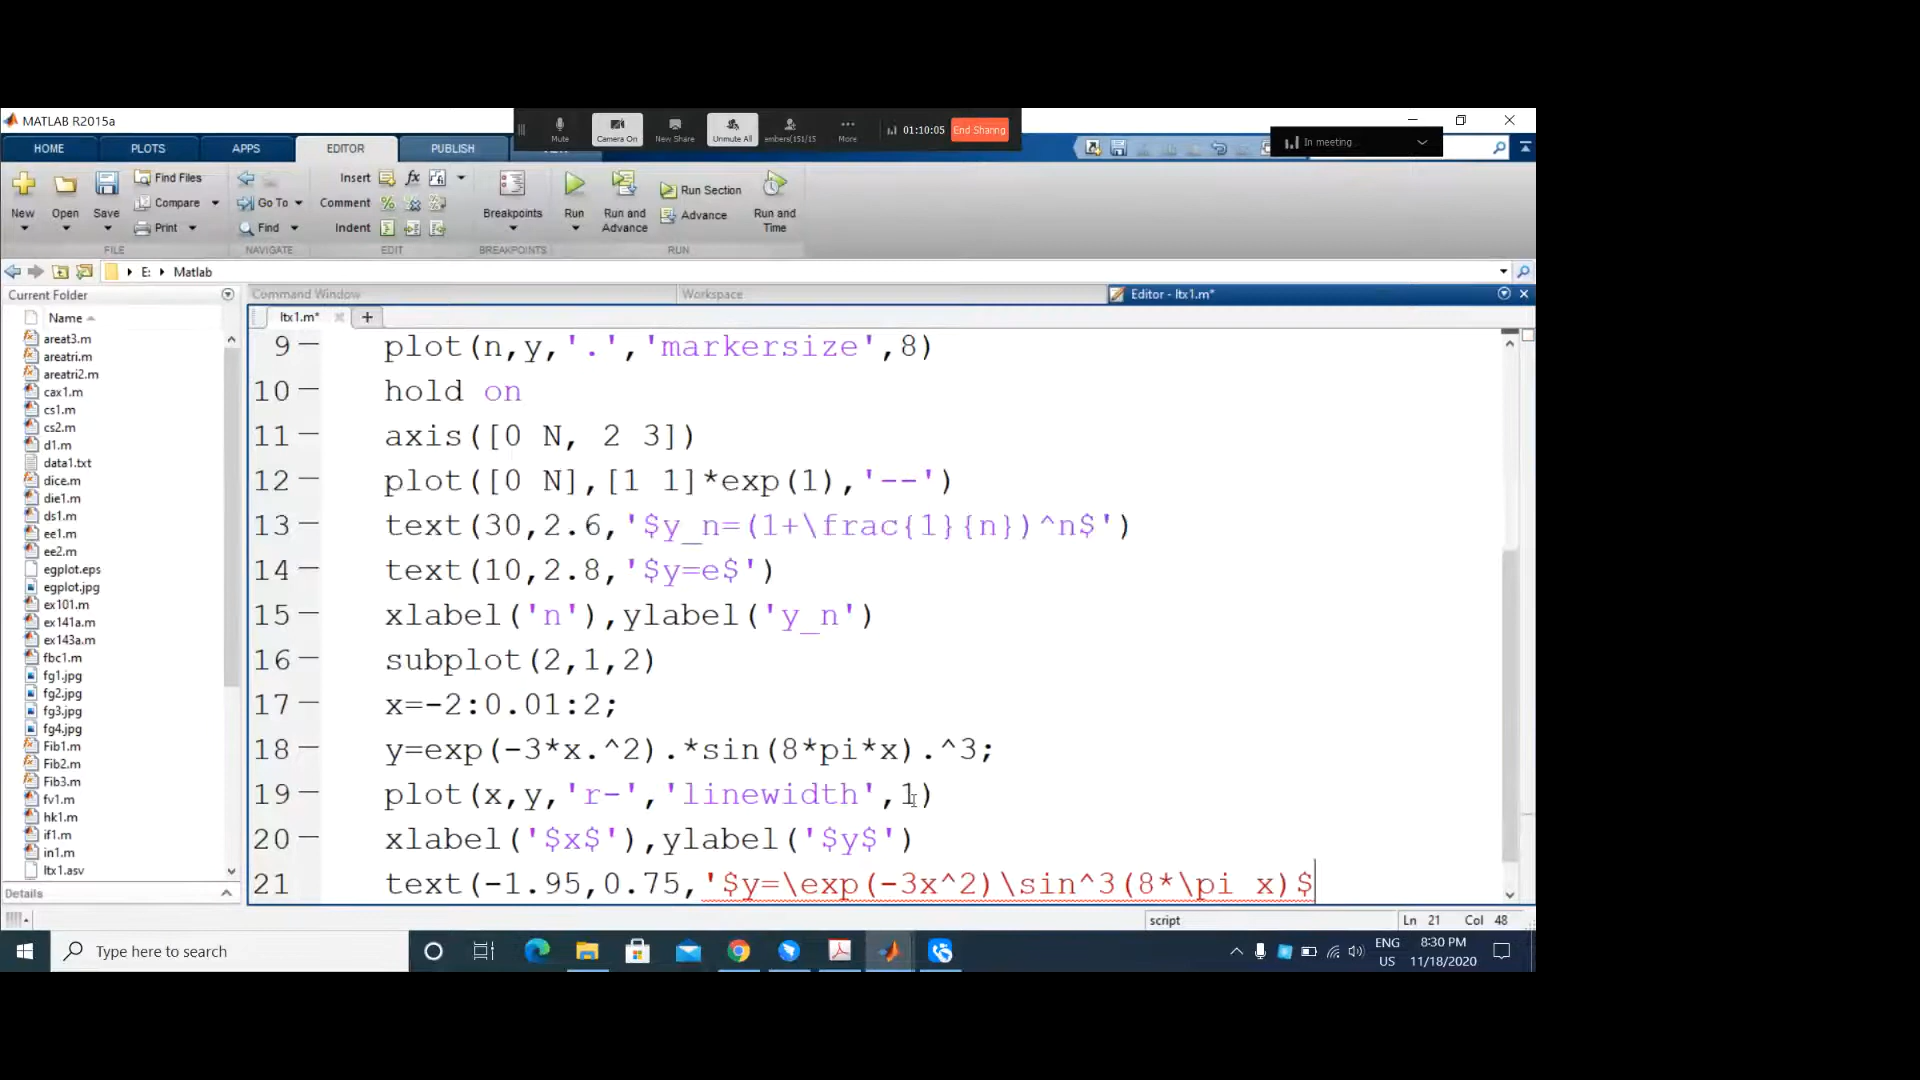 MATLAB R2015a
Mute
Camera On
New Share
Unmute All
embers(151/15
More
01:10:05
End Sharing
In meeting
HOME
PLOTS
APPS
EDITOR
PUBLISH
New
Open
Save
Find Files
Compare
Print
FILE
Go To
Find
NAVIGATE
Insert
fx
Comment
%
Indent
EDIT
Breakpoints
BREAKPOINTS
Run
Run and Advance
Run Section
Advance
Run and Time
RUN
E:
Matlab
Current Folder
Name
areat3.m
areatri.m
areatri2.m
cax1.m
cs1.m
cs2.m
d1.m
data1.txt
dice.m
die1.m
ds1.m
ee1.m
ee2.m
egplot.eps
egplot.jpg
ex101.m
ex141a.m
ex143a.m
fbc1.m
fg1.jpg
fg2.jpg
fg3.jpg
fg4.jpg
Fib1.m
Fib2.m
Fib3.m
fv1.m
hk1.m
if1.m
in1.m
ltx1.asv
Details
Command Window
Workspace
Editor - ltx1.m*
ltx1.m*
9 plot(n,y,'.','markersize',8)
10 hold on
11 axis([0 N, 2 3])
12 plot([0 N],[1 1]*exp(1),'--')
13 text(30,2.6,'$y_n=(1+\frac{1}{n})^n$')
14 text(10,2.8,'$y=e$')
15 xlabel('n'),ylabel('y_n')
16 subplot(2,1,2)
17 x=-2:0.01:2;
18 y=exp(-3*x.^2).*sin(8*pi*x).^3;
19 plot(x,y,'r-','linewidth',1)
20 xlabel('$x$'),ylabel('$y$')
21 text(-1.95,0.75,'$y=\exp(-3x^2)\sin^3(8*\pi x)$
script
Ln 21
Col 48
Type here to search
ENG
US
8:30 PM
11/18/2020